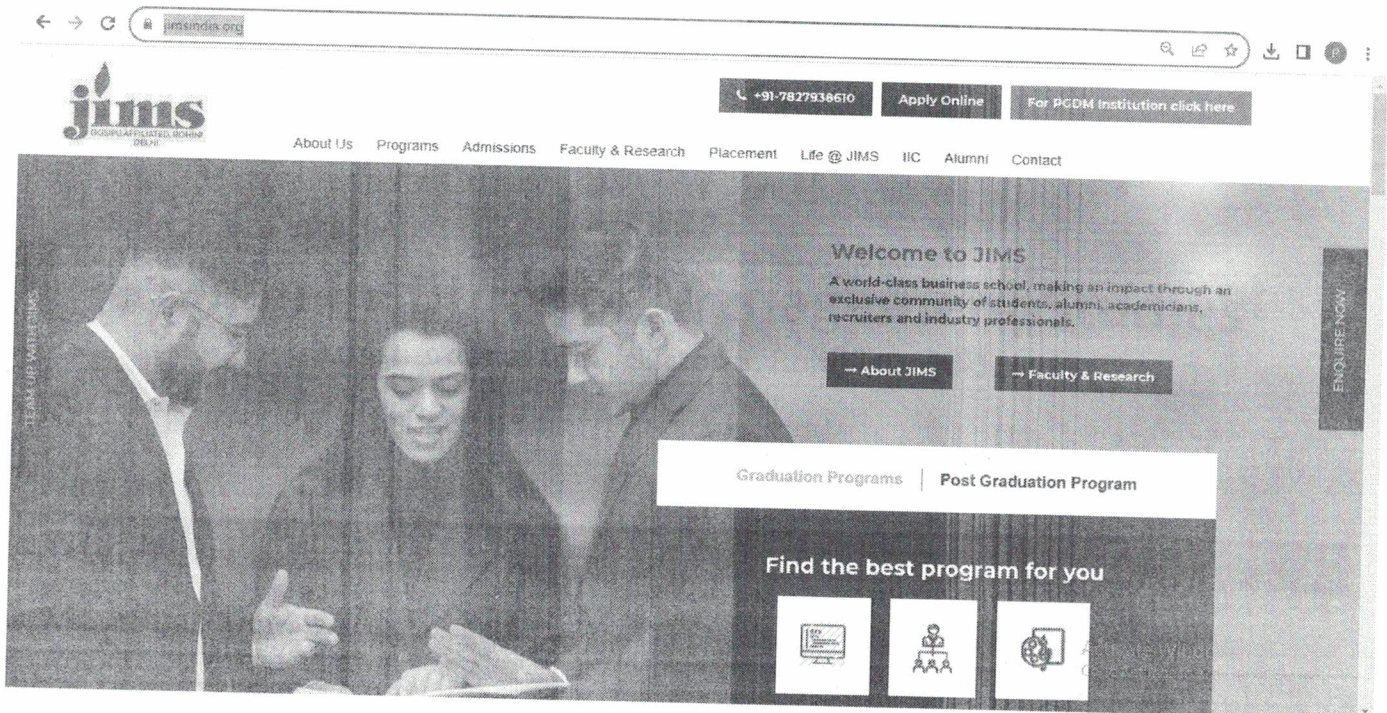 jimsindia.org
jims
GGSIPU AFFILIATED, ROHINI
DELHI
+91-7827938610
Apply Online
For PGDM Institution click here
About Us
Programs
Admissions
Faculty & Research
Placement
Life @ JIMS
IIC
Alumni
Contact
TEAM UP WITH JIMS
Welcome to JIMS
A world-class business school, making an impact through an
exclusive community of students, alumni, academicians,
recruiters and industry professionals.
→ About JIMS
→ Faculty & Research
ENQUIRE NOW
Graduation Programs
Post Graduation Program
Find the best program for you